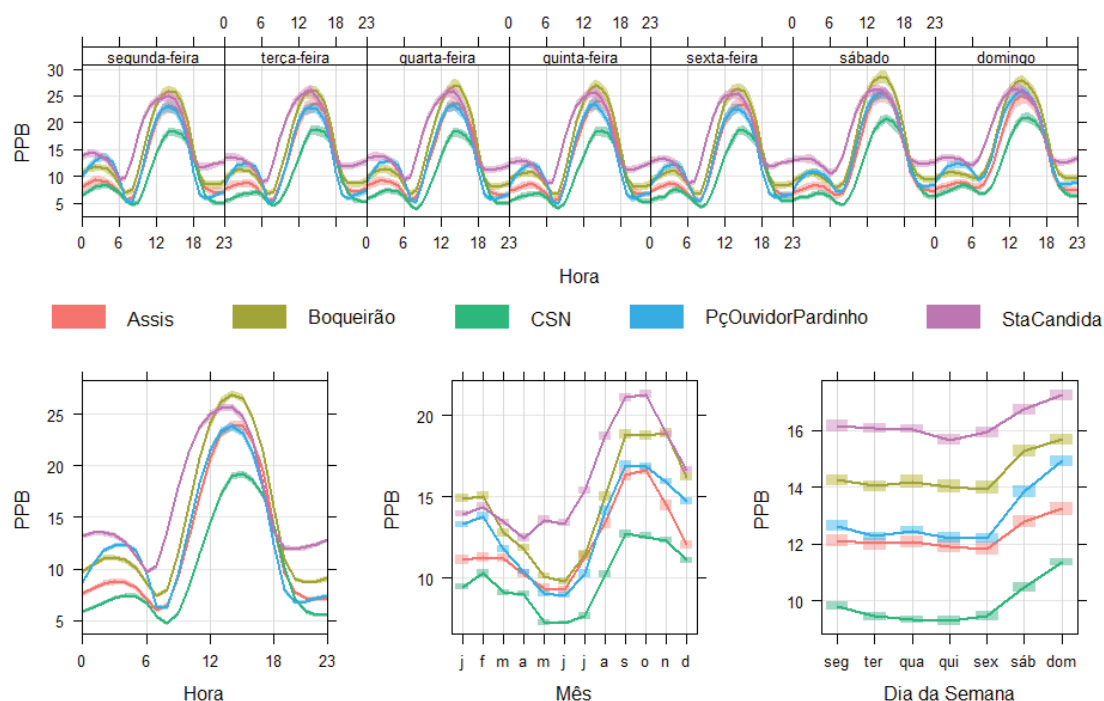 0 6 12 18 23 0 6 12 18 23 0 6 12 18 23
segunda-feira terça-feira quarta-feira quinta-feira sexta-feira sábado domingo
30
25
20
15
10
5
PPB
0 6 12 18 23 0 6 12 18 23 0 6 12 18 23 0 6 12 18 23
Hora
Assis Boqueirão CSN PçOuvidorPardinho StaCandida
25
20
15
10
5
PPB
0 6 12 18 23
Hora
20
15
10
PPB
j f m a m j j a s o n d
Mês
16
14
12
10
PPB
seg ter qua qui sex sáb dom
Dia da Semana